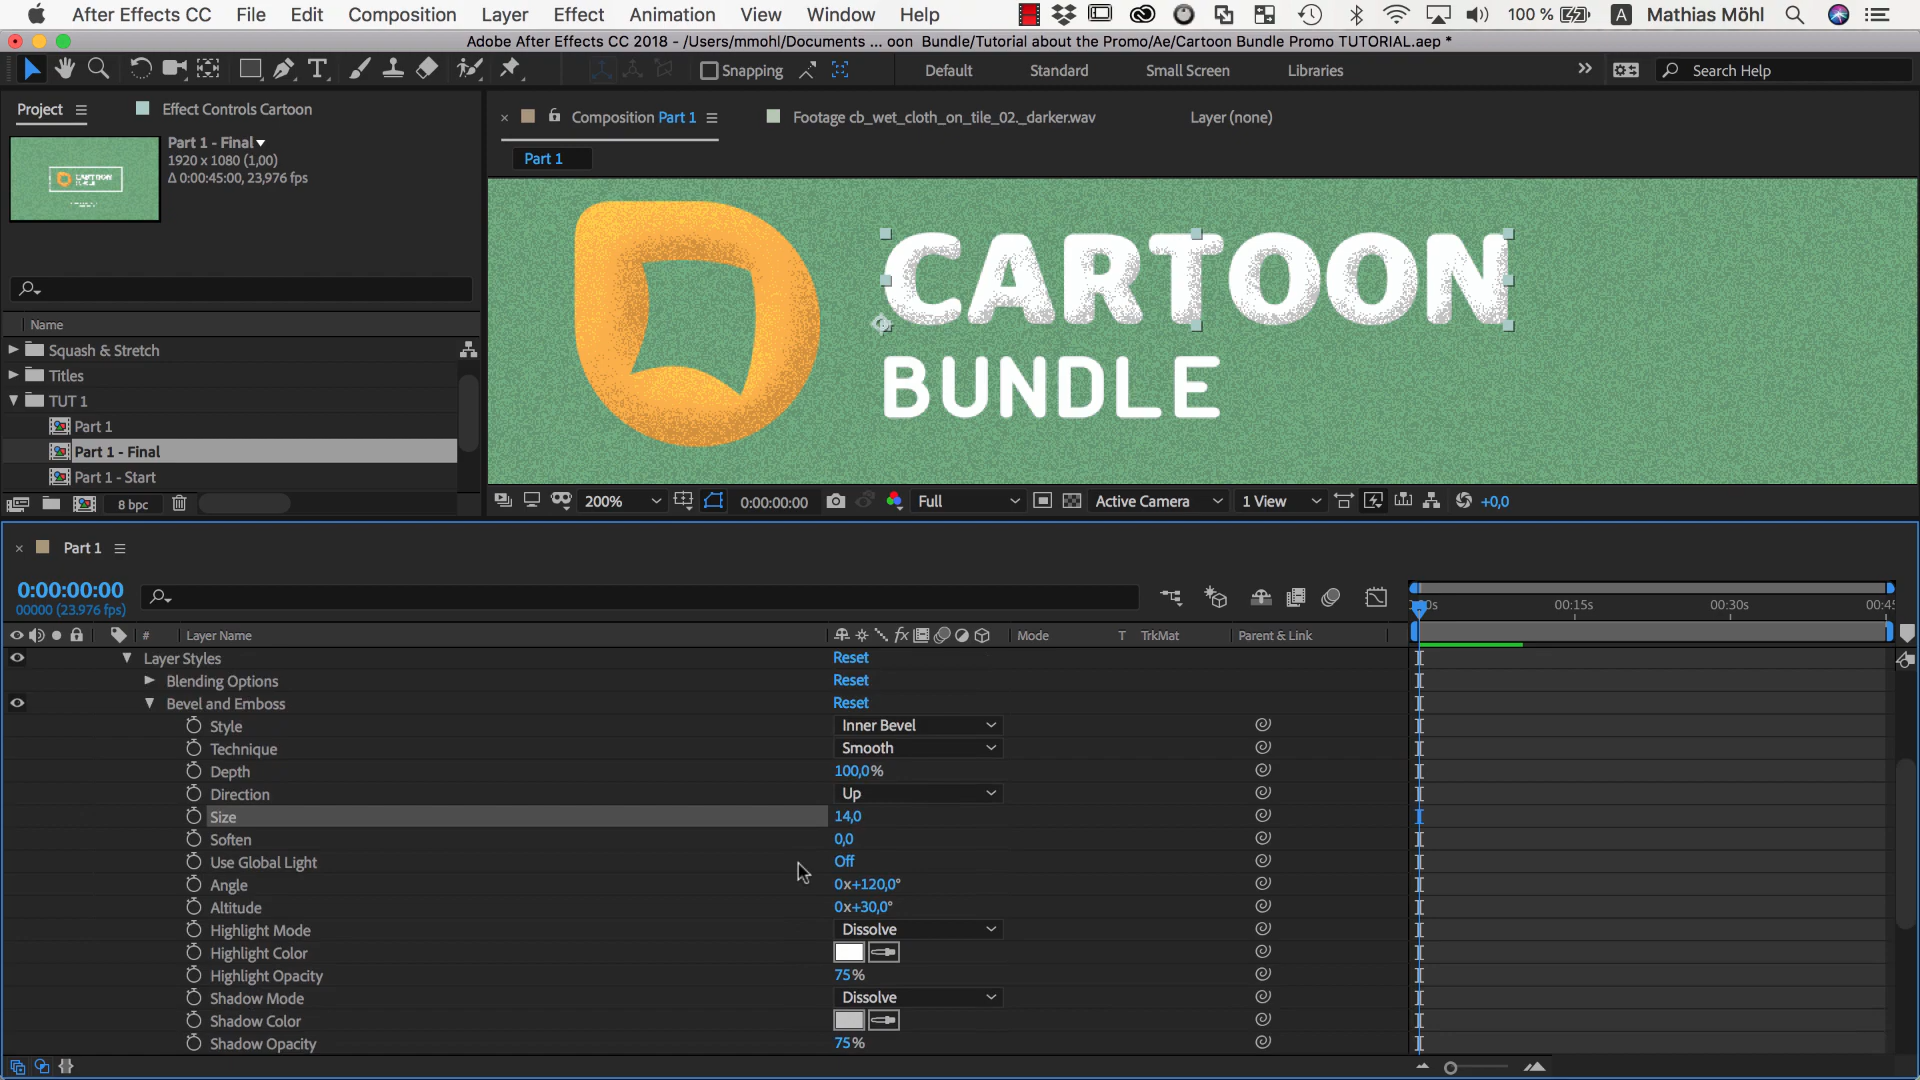 After Effects CC File Edit Composition Layer Effect Animation View Window Help 100 % A Mathias Möhl
Adobe After Effects CC 2018 - /Users/mmohl/Documents ... oon Bundle/Tutorial about the Promo/Ae/Cartoon Bundle Promo TUTORIAL.aep *
Snapping Default Standard Small Screen Libraries Search Help
Project Effect Controls Cartoon
Composition Part 1 Footage cb_wet_cloth_on_tile_02._darker.wav Layer (none)
Part 1 - Final
1920 x 1080 (1,00)
Δ 0:00:45:00, 23,976 fps
Part 1
CARTOON
BUNDLE
Name
Squash & Stretch
Titles
TUT 1
Part 1
Part 1 - Final
Part 1 - Start
8 bpc
200% 0:00:00:00 Full Active Camera 1 View +0,0
Part 1
0:00:00:00
00000 (23.976 fps)
00:15s 00:30s
# Layer Name Mode T TrkMat Parent & Link
Layer Styles Reset
Blending Options Reset
Bevel and Emboss Reset
Style Inner Bevel
Technique Smooth
Depth 100,0%
Direction Up
Size 14,0
Soften 0,0
Use Global Light Off
Angle 0x+120,0°
Altitude 0x+30,0°
Highlight Mode Dissolve
Highlight Color
Highlight Opacity 75%
Shadow Mode Dissolve
Shadow Color
Shadow Opacity 75%